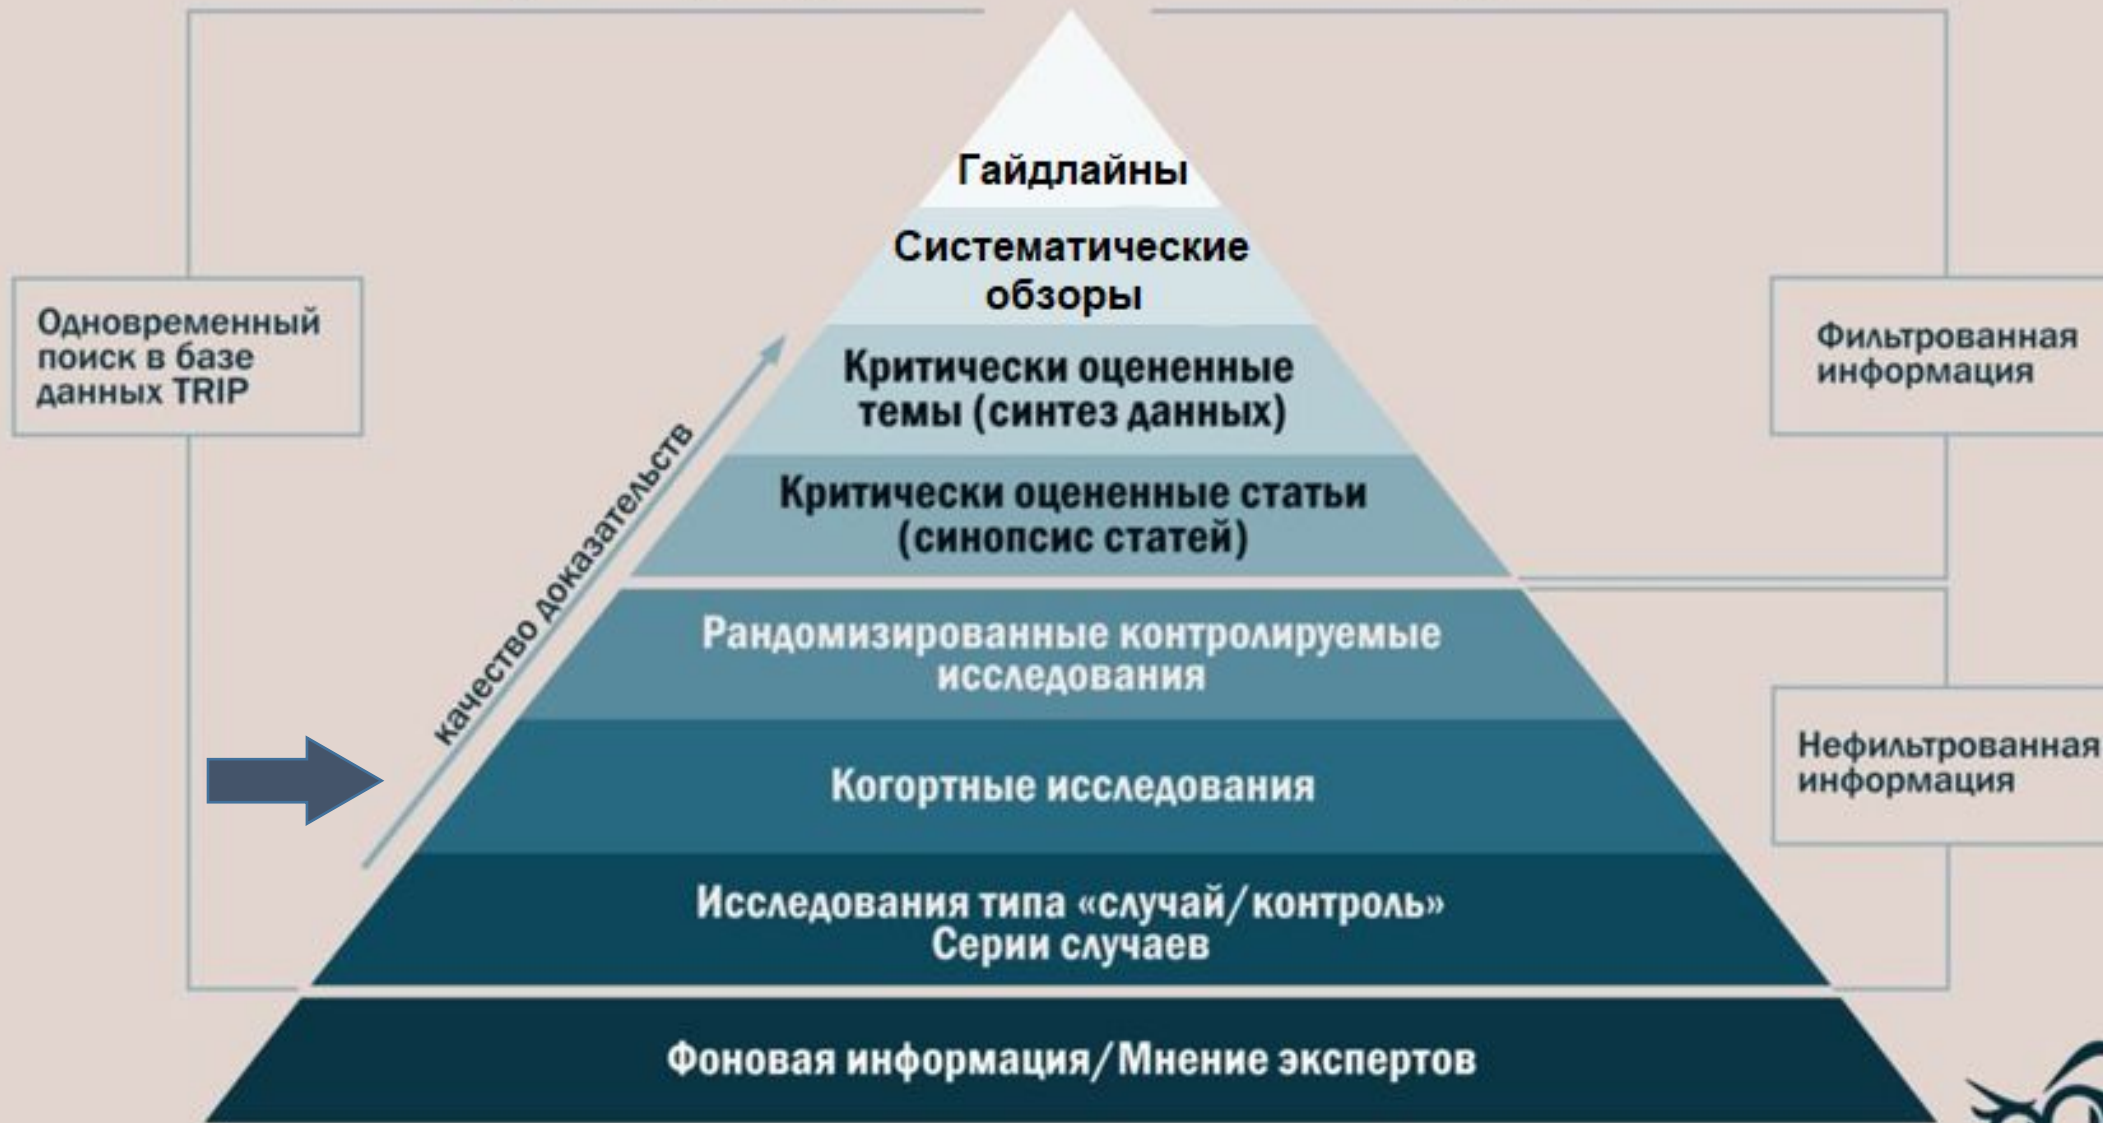 Гайдлайны
Систематические
обзоры
Одновременный
поиск в базе
данных TRIP
Фильтрованная
информация
Критически оцененные
темы (синтез данных)
качество доказательств
Критически оцененные статьи
(синопсис статей)
Рандомизированные контролируемые
исследования
Когортные исследования
Нефильтрованная
информация
Исследования типа «случай/контроль»
Серии случаев
Фоновая информация/Мнение экспертов